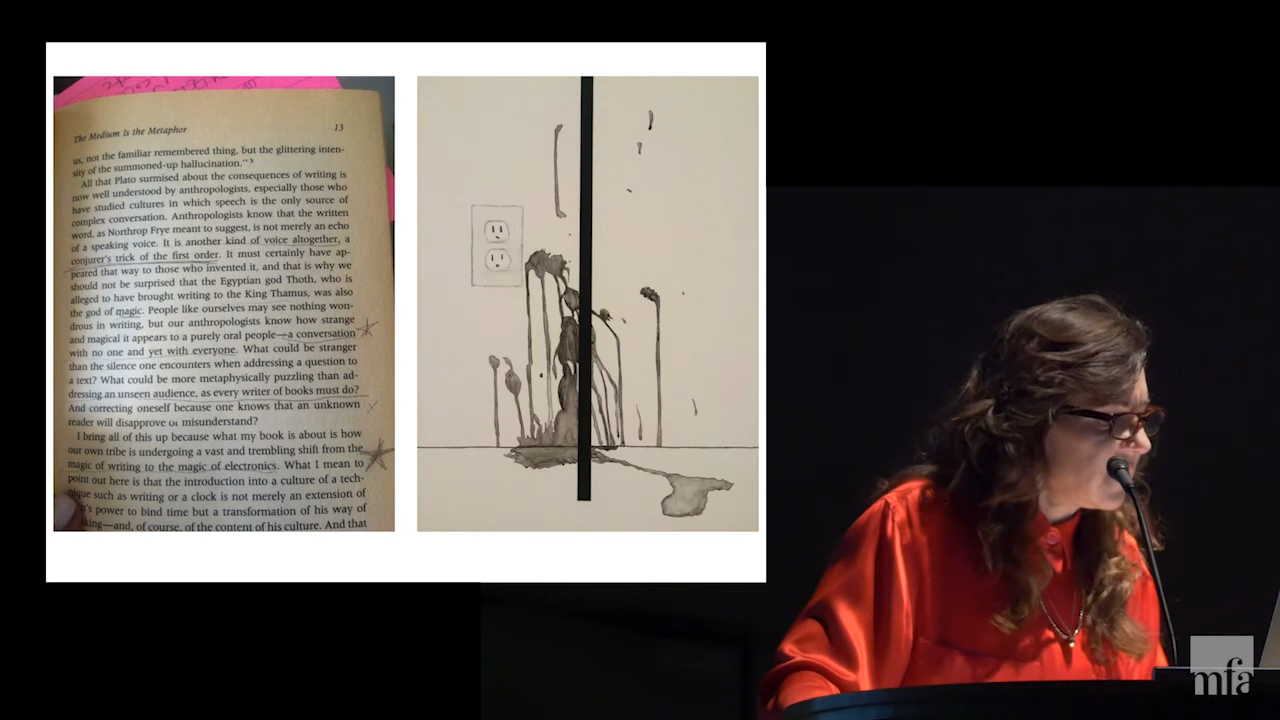 The Medium Is the Metaphor 13
us, not the familiar remembered thing, but the glittering inten-
sity of the summoned-up hallucination." 3
All that Plato surmised about the consequences of writing is
now well understood by anthropologists, especially those who
have studied cultures in which speech is the only source of
complex conversation. Anthropologists know that the written
word, as Northrop Frye meant to suggest, is not merely an echo
of a speaking voice. It is another kind of voice altogether, a
conjurer's trick of the first order. It must certainly have ap-
peared that way to those who invented it, and that is why we
should not be surprised that the Egyptian god Thoth, who is
alleged to have brought writing to the King Thamus, was also
the god of magic. People like ourselves may see nothing won-
drous in writing, but our anthropologists know how strange
and magical it appears to a purely oral people—a conversation
with no one and yet with everyone. What could be stranger
than the silence one encounters when addressing a question to
a text? What could be more metaphysically puzzling than ad-
dressing an unseen audience, as every writer of books must do?
And correcting oneself because one knows that an unknown
reader will disapprove or misunderstand?
I bring all of this up because what my book is about is how
our own tribe is undergoing a vast and trembling shift from the
magic of writing to the magic of electronics. What I mean to
point out here is that the introduction into a culture of a tech-
nique such as writing or a clock is not merely an extension of
power to bind time but a transformation of his way of
and, of course, of the content of his culture. And that
mfa